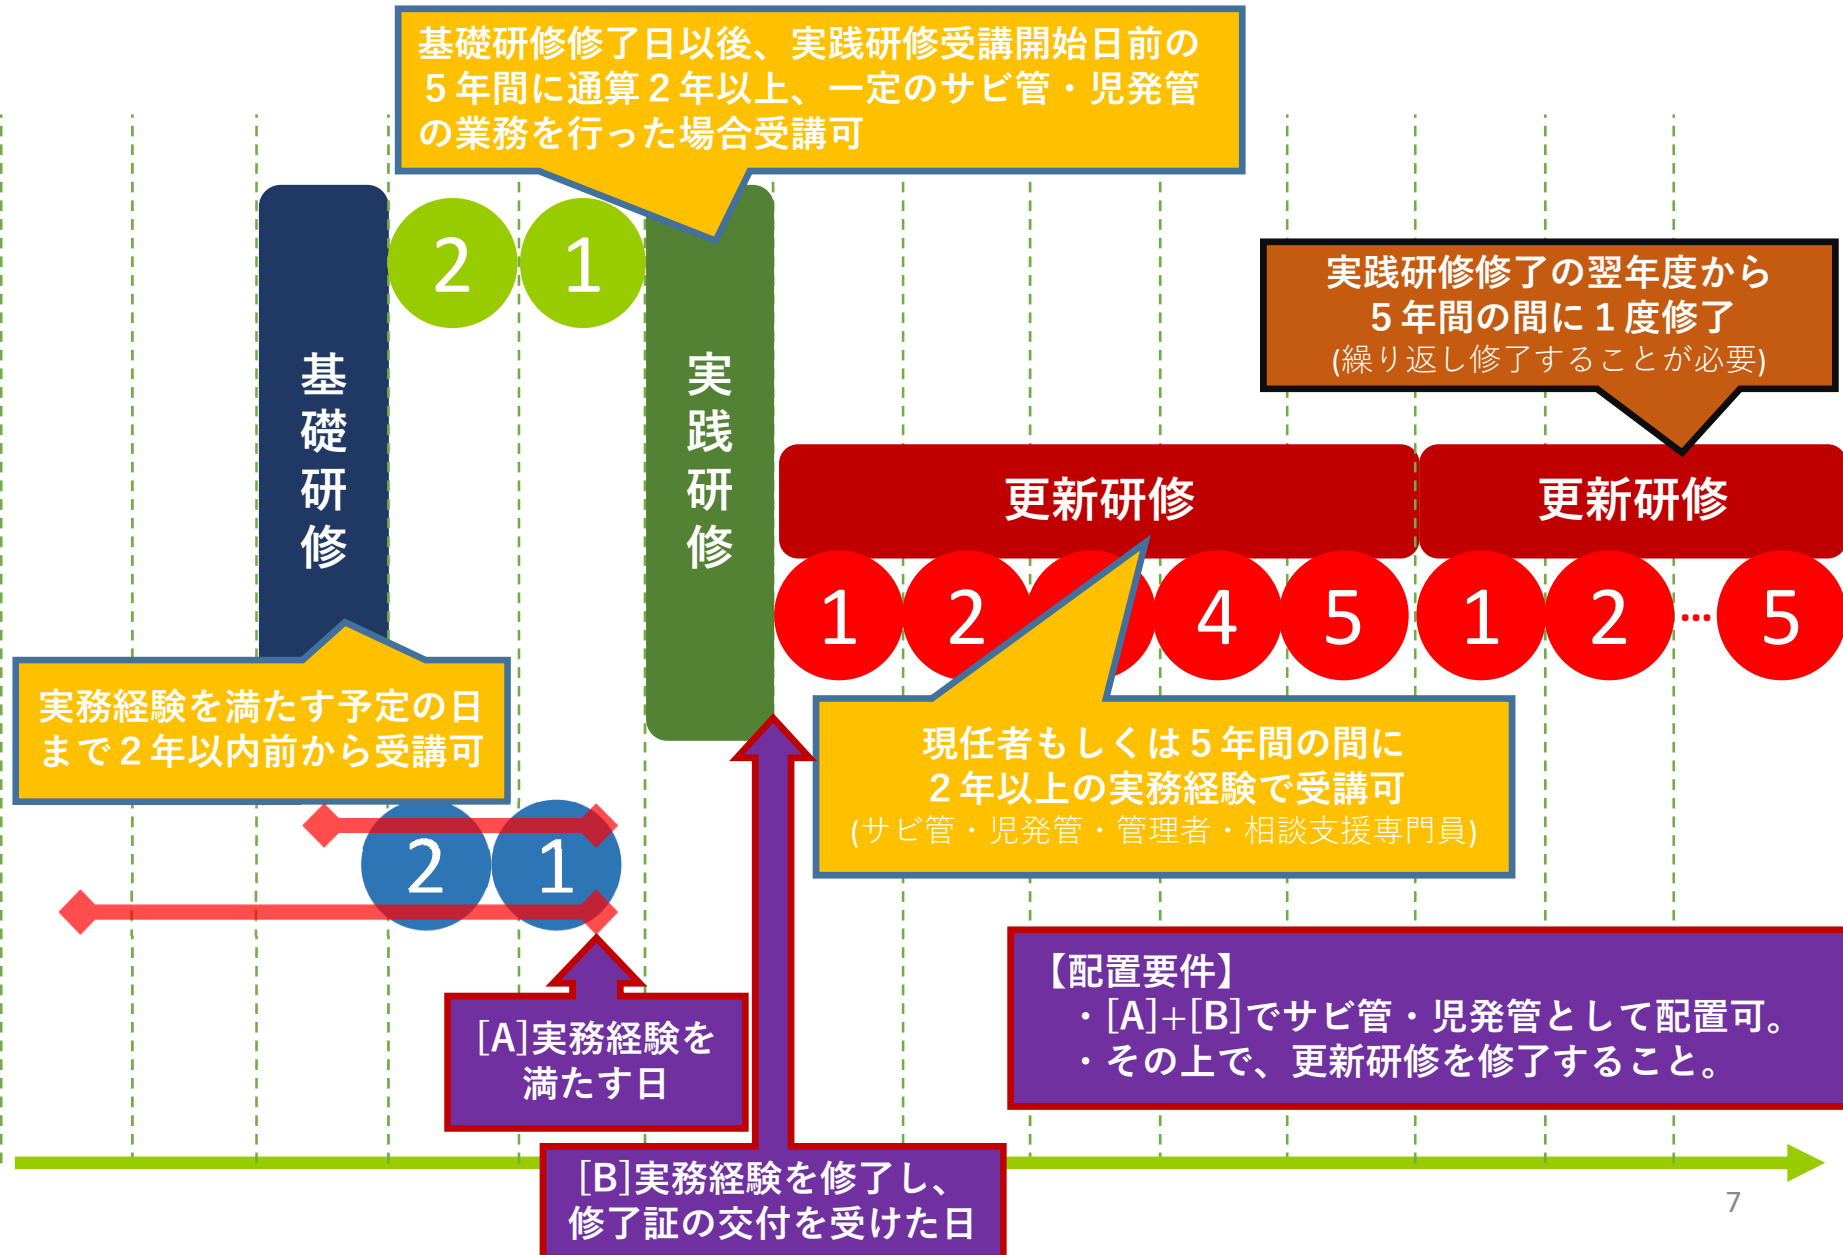 基礎研修修了日以後、実践研修受講開始日前の
５年間に通算２年以上、一定のサビ管・児発管
の業務を行った場合受講可
2
1
基礎研修
実践研修
実践研修修了の翌年度から
５年間の間に１度修了
(繰り返し修了することが必要)
更新研修
更新研修
1
2
4
5
1
2
…
5
実務経験を満たす予定の日
まで２年以内前から受講可
現任者もしくは５年間の間に
２年以上の実務経験で受講可
(サビ管・児発管・管理者・相談支援専門員)
2
1
[A]実務経験を
満たす日
【配置要件】
・[A]+[B]でサビ管・児発管として配置可。
・その上で、更新研修を修了すること。
[B]実務経験を修了し、
修了証の交付を受けた日
7